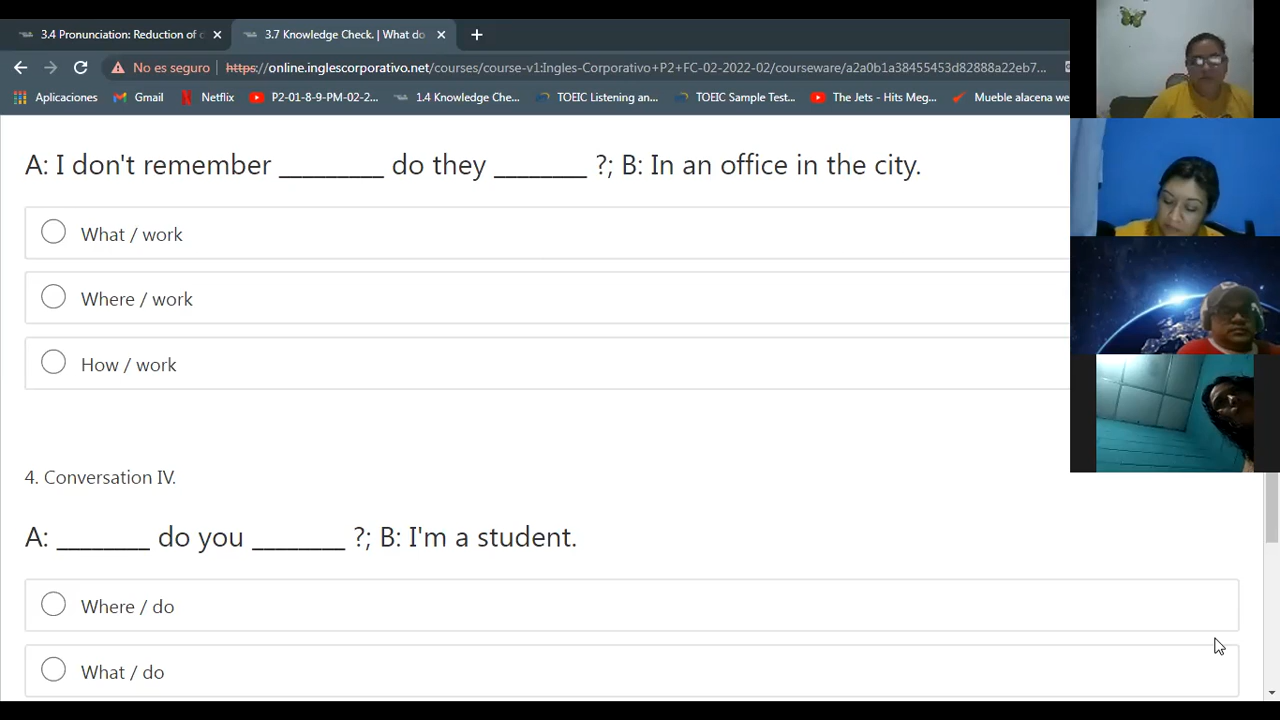 3.4 Pronunciation: Reduction of
3.7 Knowledge Check. | What do
No es seguro https://online.inglescorporativo.net/courses/course-v1:Ingles-Corporativo+P2+FC-02-2022-02/courseware/a2a0b1a38455453d82888a22eb7...
Aplicaciones Gmail Netflix P2-01-8-9-PM-02-2... 1.4 Knowledge Che... TOEIC Listening an... TOEIC Sample Test... The Jets - Hits Meg... Mueble alacena we
A: I don't remember _________ do they ________ ?; B: In an office in the city.
What / work
Where / work
How / work
4. Conversation IV.
A: ________ do you ________ ?; B: I'm a student.
Where / do
What / do